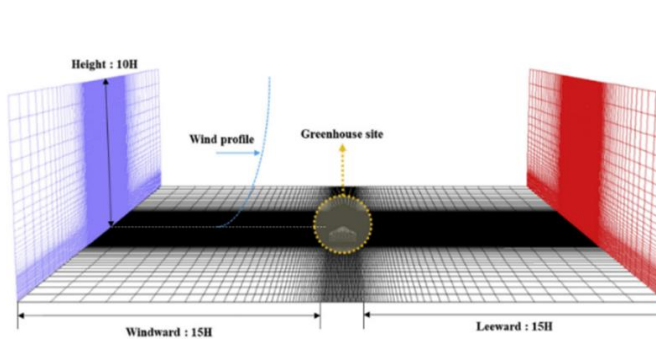 Height : 10H
Wind profile
Greenhouse site
Windward : 15H
Leeward : 15H